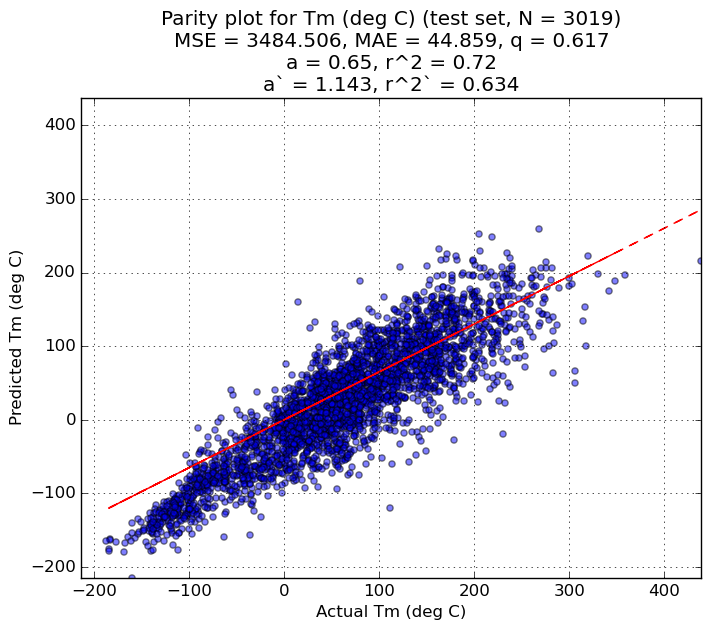 Parity plot for Tm (deg C) (test set, N = 3019)
MSE = 3484.506, MAE = 44.859, q = 0.617
a = 0.65, r^2 = 0.72
a` = 1.143, r^2` = 0.634
400
300
200
100
0
−100
−200
Predicted Tm (deg C)
−200 −100 0 100 200 300 400
Actual Tm (deg C)